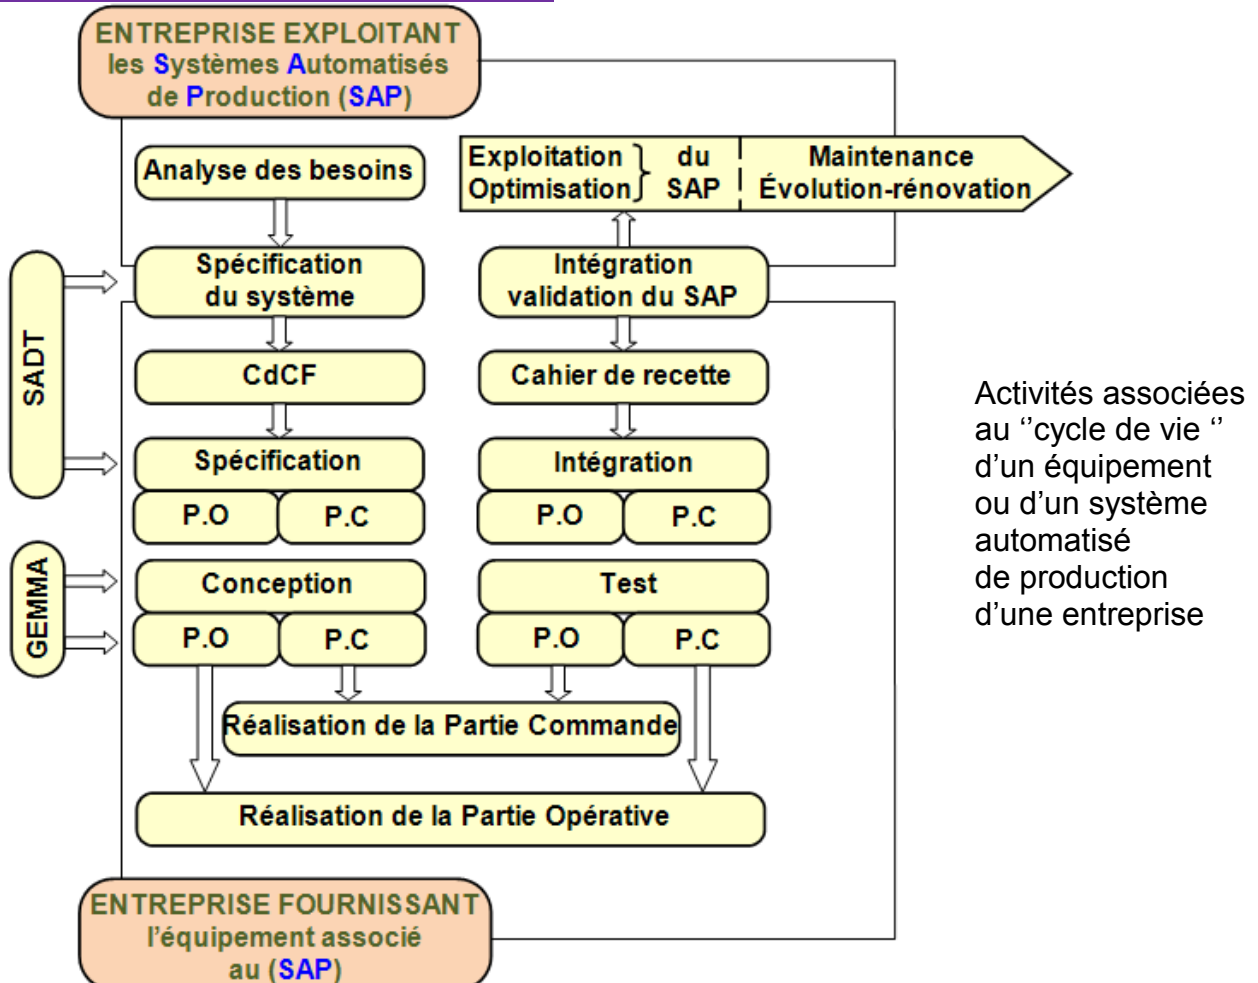 ENTREPRISE EXPLOITANT
les Systèmes Automatisés
de Production (SAP)
Analyse des besoins
Exploitation } du
Optimisation SAP
Maintenance
Évolution-rénovation
SADT
Spécification
du système
Intégration
validation du SAP
CdCF
Cahier de recette
Spécification
P.O P.C
Intégration
P.O P.C
GEMMA
Conception
P.O P.C
Test
P.O P.C
Réalisation de la Partie Commande
Réalisation de la Partie Opérative
ENTREPRISE FOURNISSANT
l'équipement associé
au (SAP)
Activités associées
au ‘’cycle de vie ‘’
d’un équipement
ou d’un système
automatisé
de production
d’une entreprise